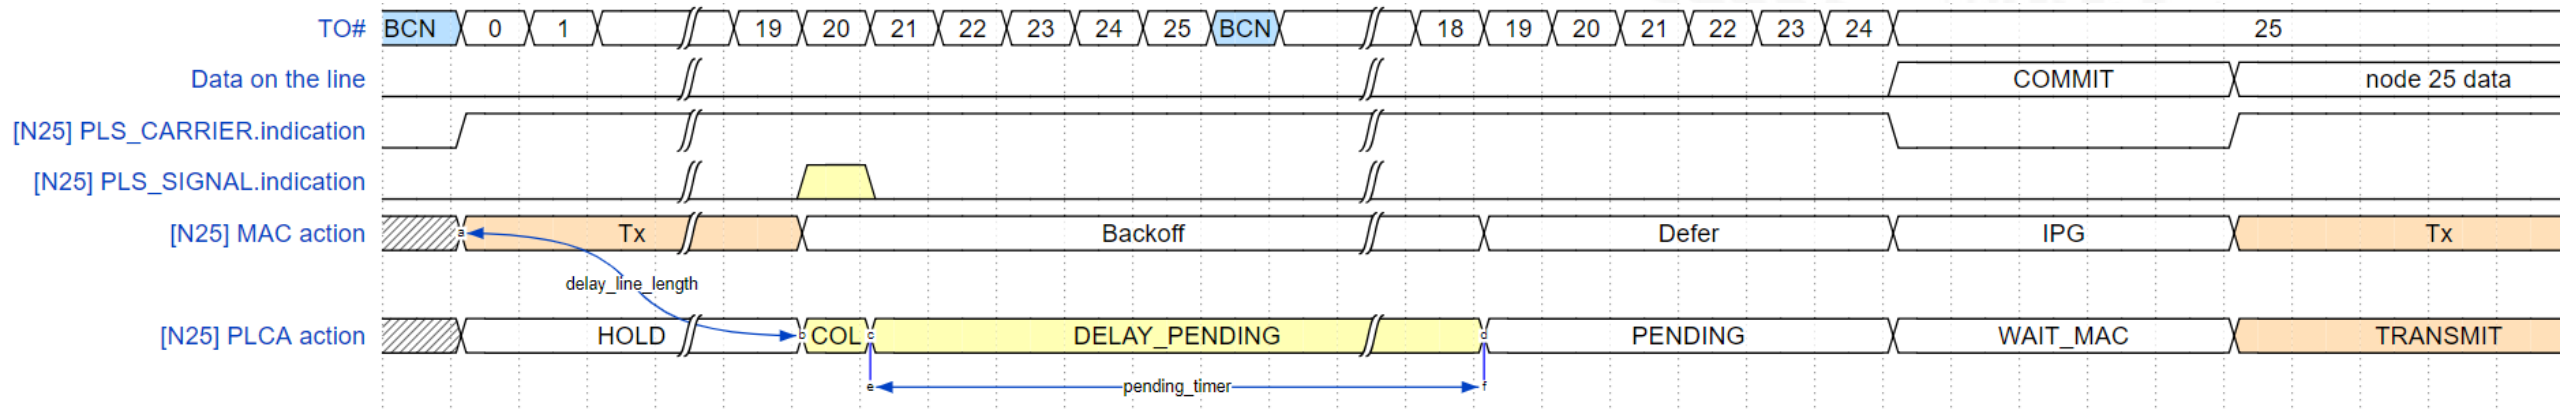 TO# BCN 0 1 19 20 21 22 23 24 25 BCN 18 19 20 21 22 23 24 25
Data on the line COMMIT node 25 data
[N25] PLS_CARRIER.indication
[N25] PLS_SIGNAL.indication
[N25] MAC action a Tx Backoff Defer IPG Tx
delay_line_length
[N25] PLCA action HOLD b COL c DELAY_PENDING d PENDING WAIT_MAC TRANSMIT
e pending_timer f